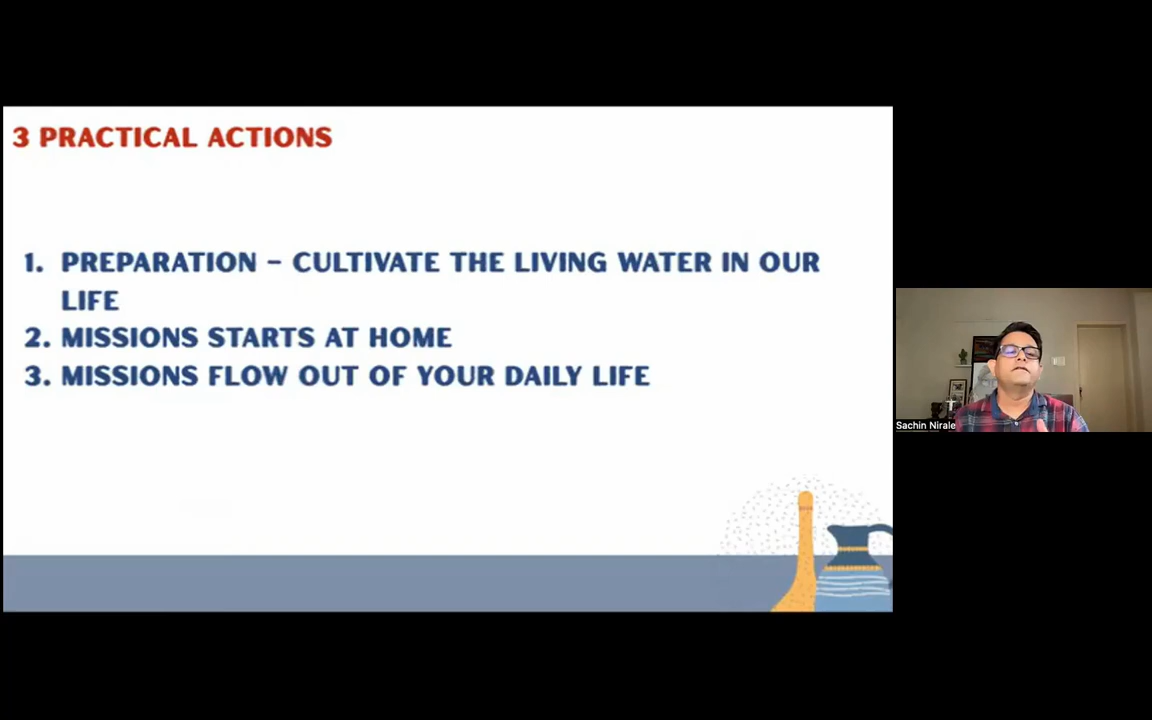 3 PRACTICAL ACTIONS
1. PREPARATION – CULTIVATE THE LIVING WATER IN OUR
LIFE
2. MISSIONS STARTS AT HOME
3. MISSIONS FLOW OUT OF YOUR DAILY LIFE
Sachin Nirale